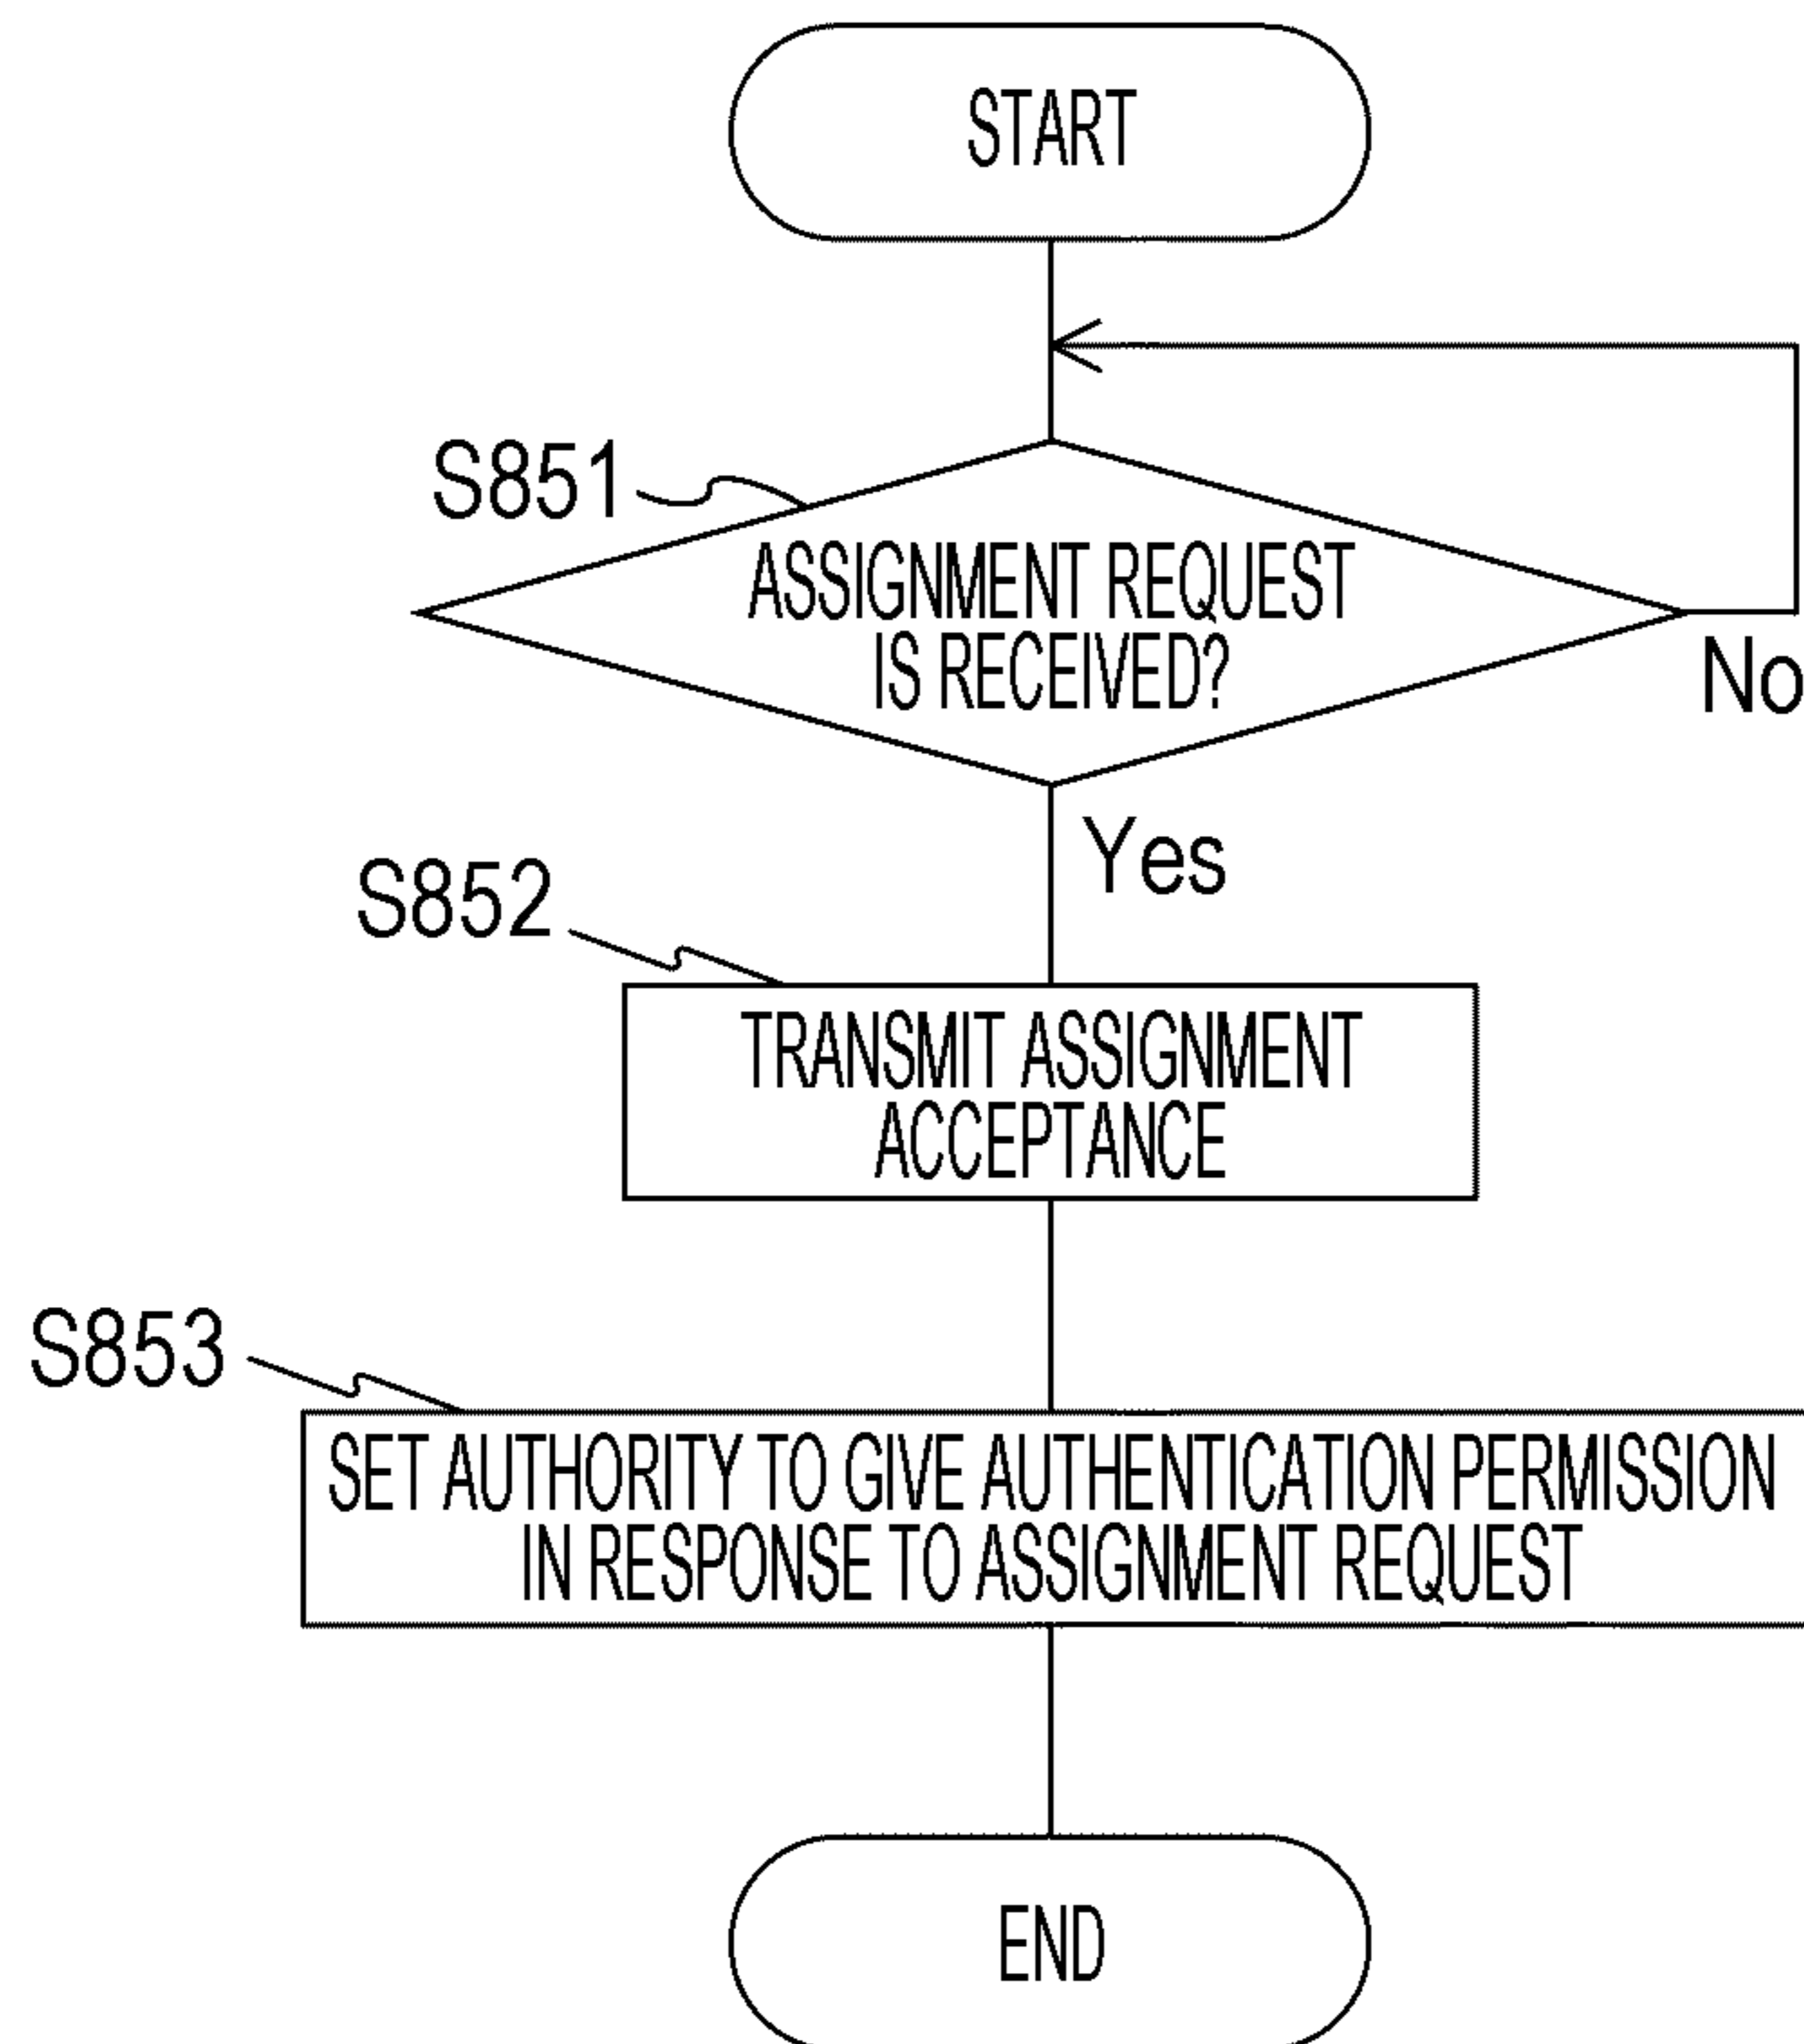 START
S851
ASSIGNMENT REQUEST
IS RECEIVED?
No
Yes
S852
TRANSMIT ASSIGNMENT
ACCEPTANCE
S853
SET AUTHORITY TO GIVE AUTHENTICATION PERMISSION
IN RESPONSE TO ASSIGNMENT REQUEST
END